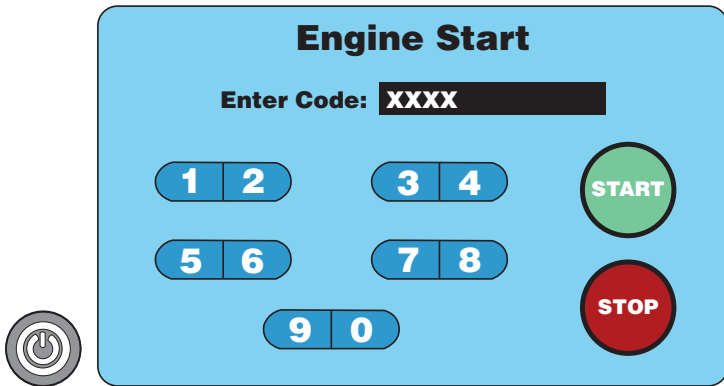 Engine Start
Enter Code: XXXX
1 2 3 4
START
5 6 7 8
STOP
9 0